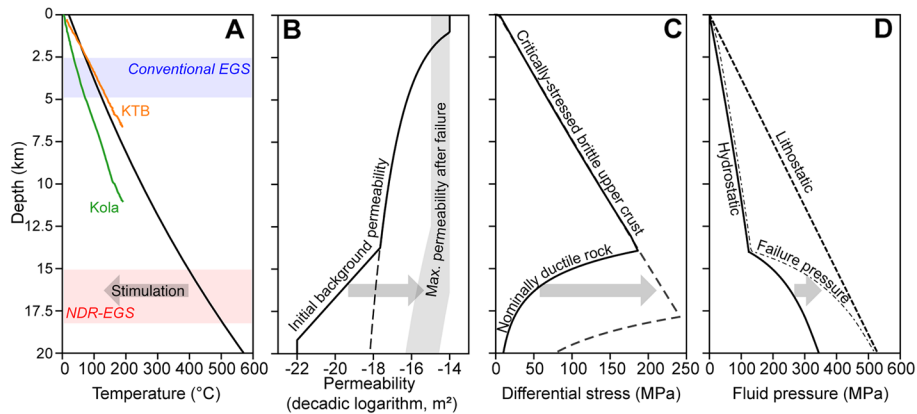 A
B
C
D
0
2.5
5
7.5
10
12.5
15
17.5
20
Depth (km)
Conventional EGS
KTB
Kola
Stimulation
NDR-EGS
0 100 200 300 400 500 600
Temperature (°C)
Initial background permeability
Max. permeability after failure
-22 -20 -18 -16 -14
Permeability
(decadic logarithm, m²)
Critically-stressed brittle upper crust
Nominally ductile rock
0 50 100 150 200 250
Differential stress (MPa)
Hydrostatic
Lithostatic
Failure pressure
0 100 200 300 400 500 600
Fluid pressure (MPa)